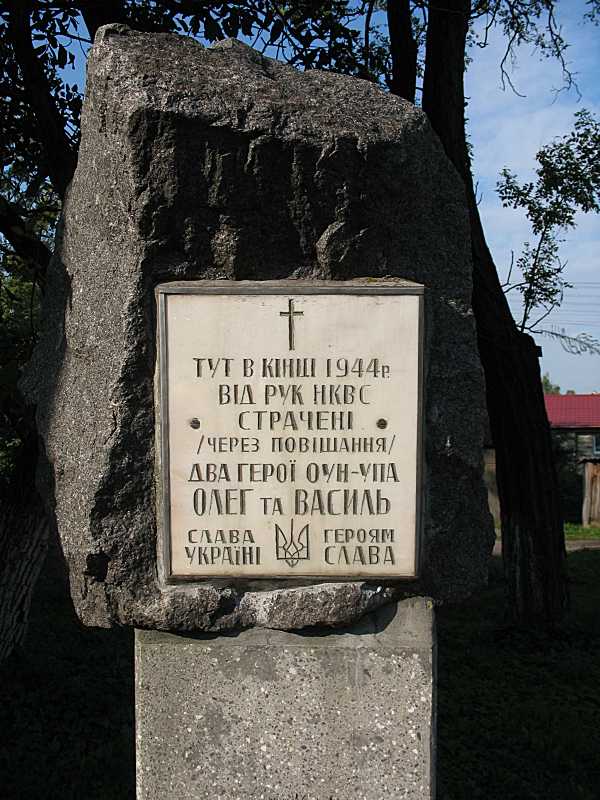 ТУТ В КІНЦІ 1944р.
ВІД РУК НКВС
СТРАЧЕНІ
/ЧЕРЕЗ ПОВІШАННЯ/
ДВА ГЕРОЇ ОУН-УПА
ОЛЕГ ТА ВАСИЛЬ
СЛАВА УКРАЇНІ
ГЕРОЯМ СЛАВА